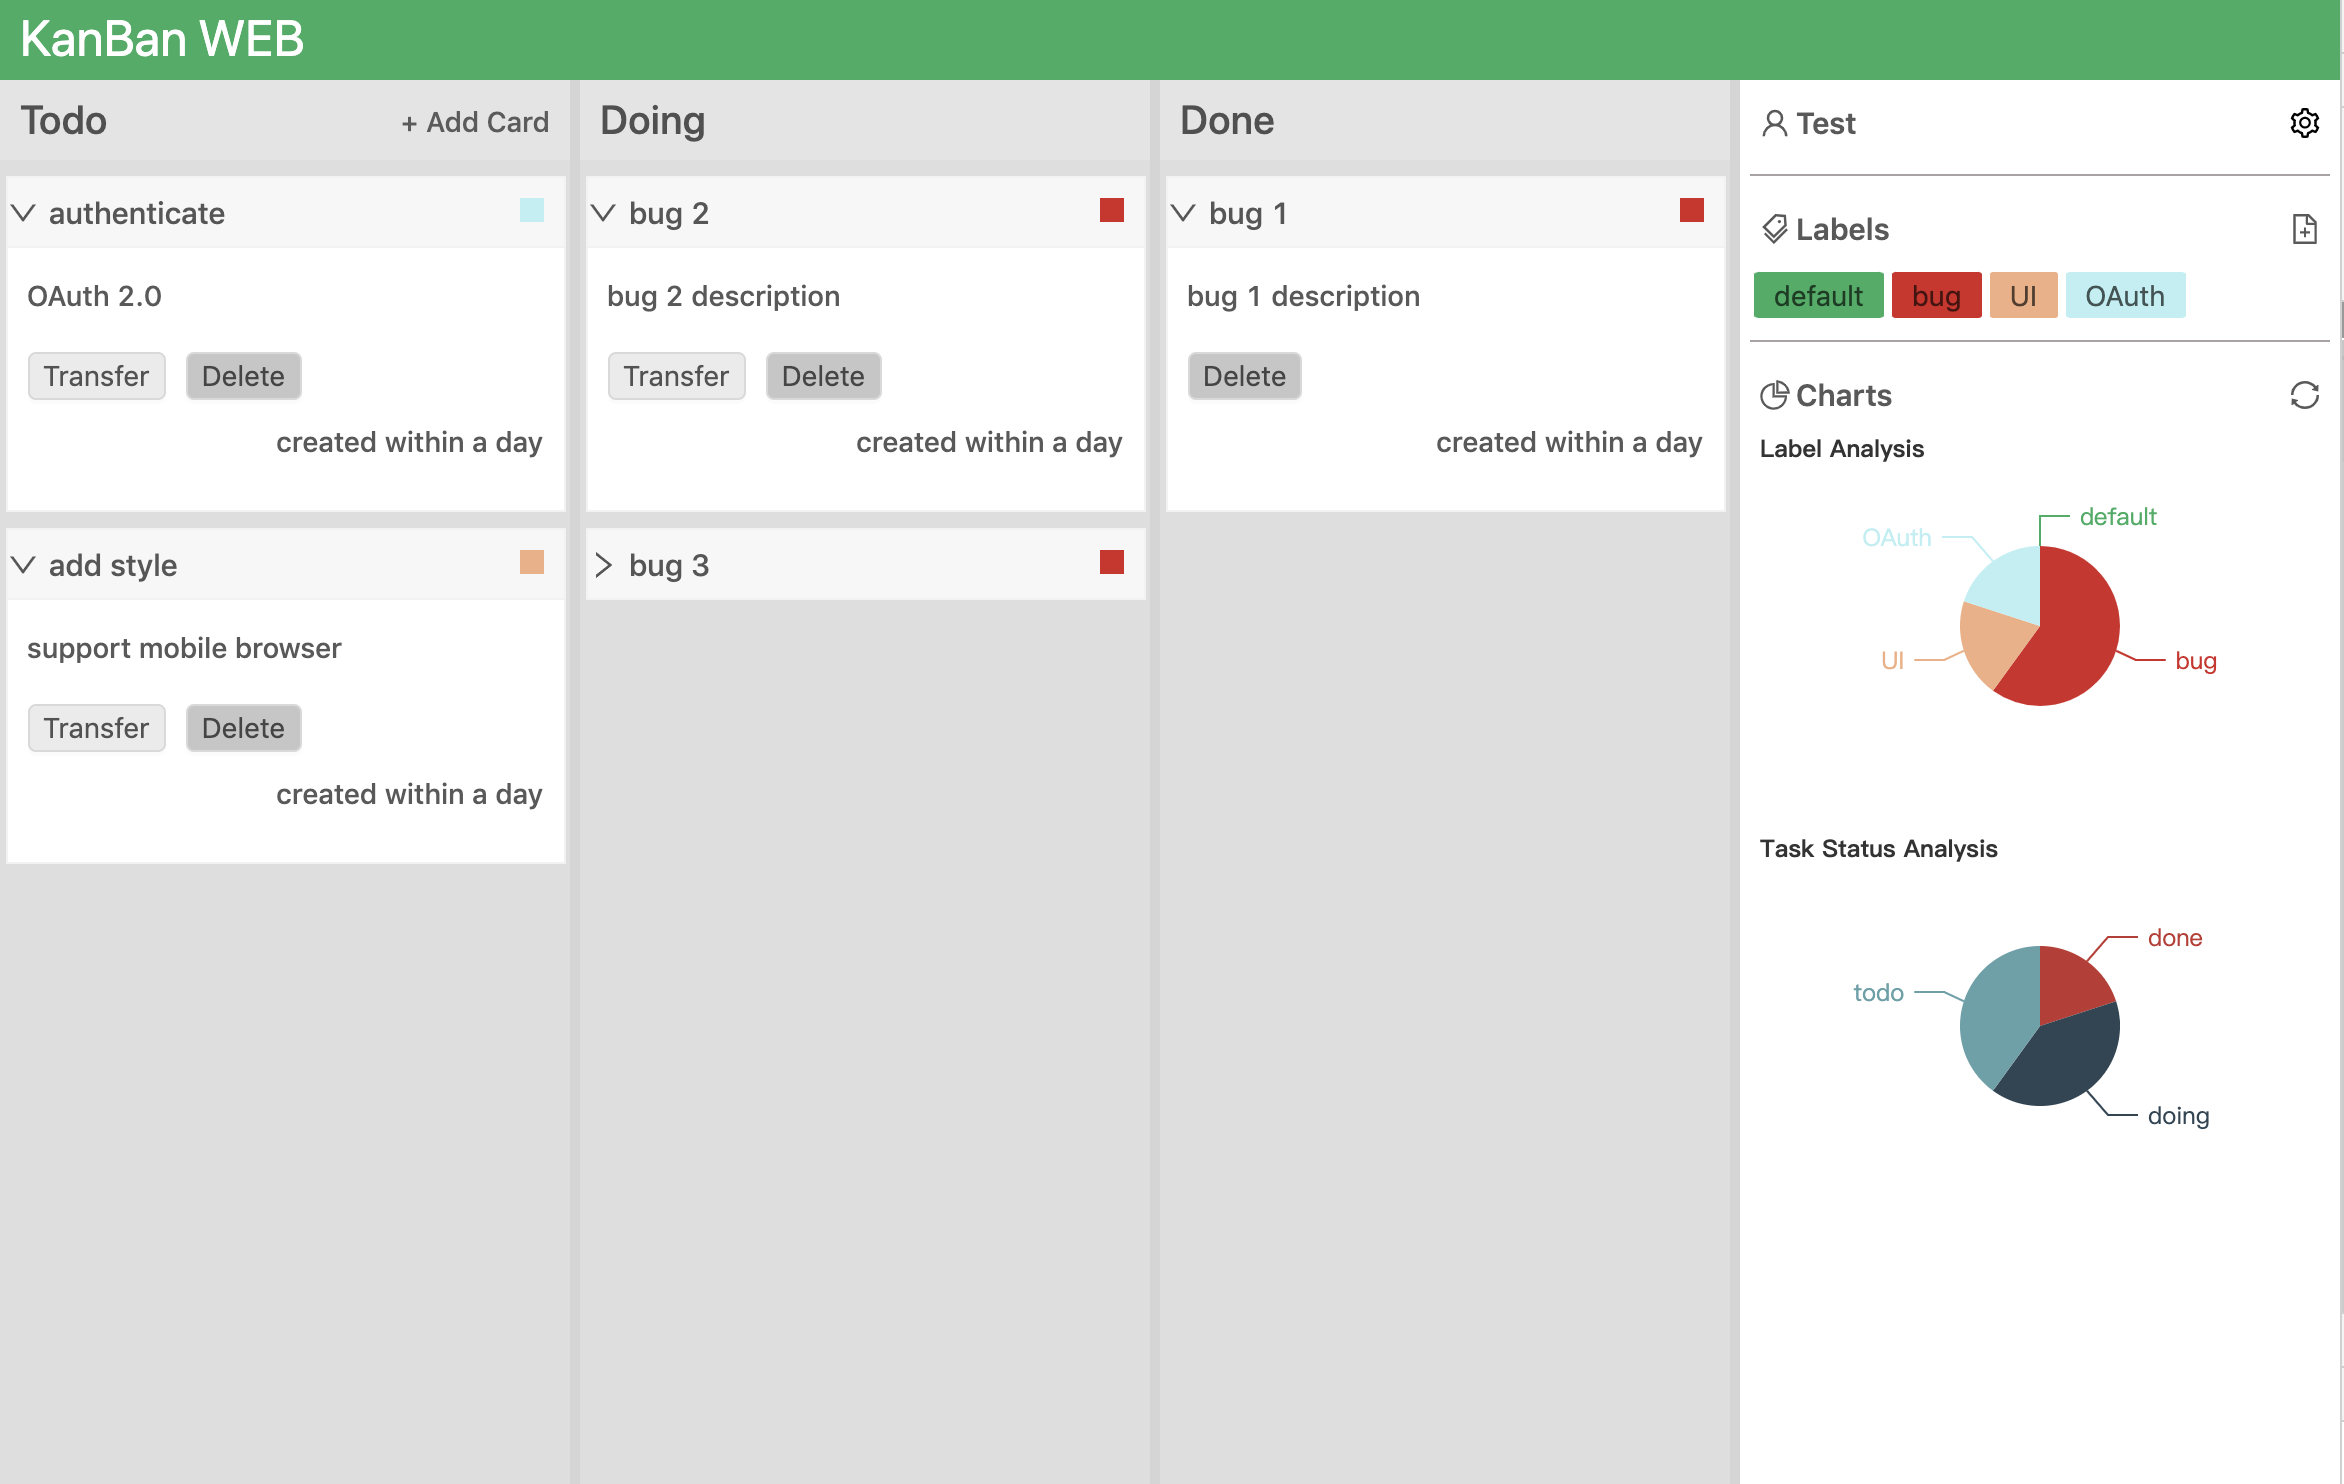 KanBan WEB
Todo
+ Add Card
authenticate
OAuth 2.0
Transfer
Delete
created within a day
add style
support mobile browser
Transfer
Delete
created within a day
Doing
bug 2
bug 2 description
Transfer
Delete
created within a day
bug 3
Done
bug 1
bug 1 description
Delete
created within a day
Test
Labels
default bug UI OAuth
Charts
Label Analysis
default
OAuth
UI
bug
Task Status Analysis
done
todo
doing